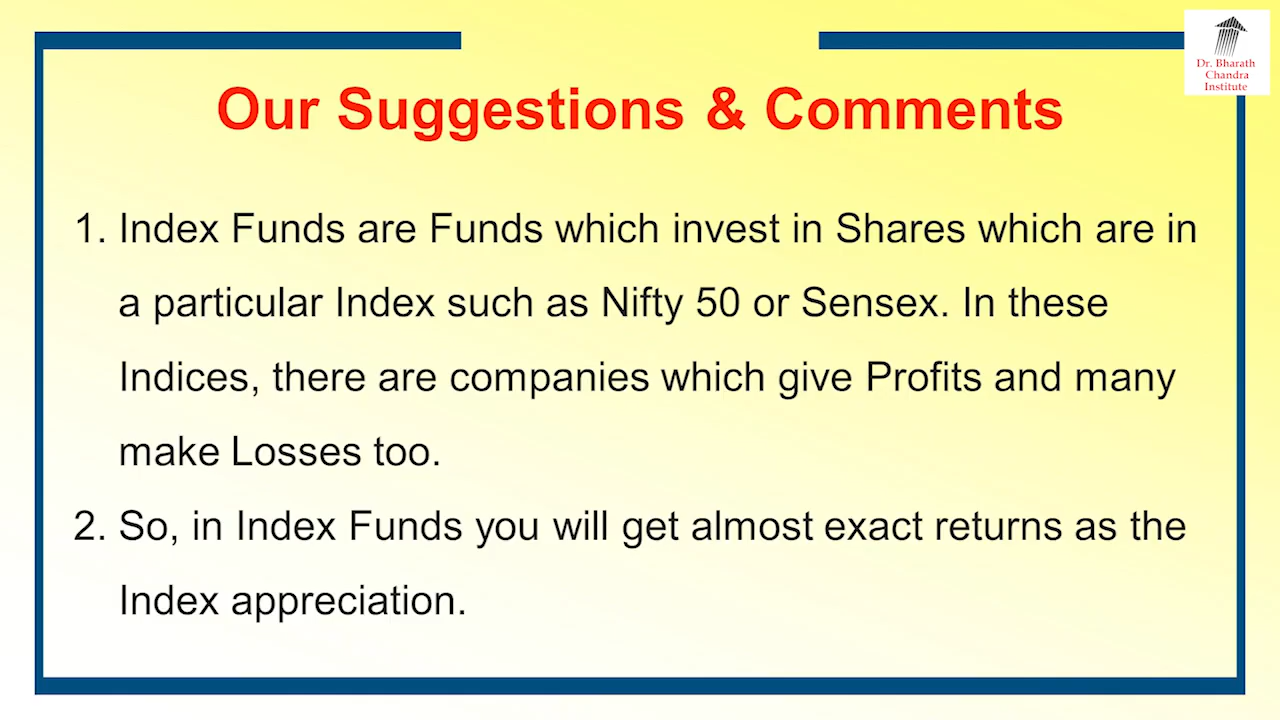 Dr. Bharath
Chandra
Institute
Our Suggestions & Comments
1. Index Funds are Funds which invest in Shares which are in
a particular Index such as Nifty 50 or Sensex. In these
Indices, there are companies which give Profits and many
make Losses too.
2. So, in Index Funds you will get almost exact returns as the
Index appreciation.